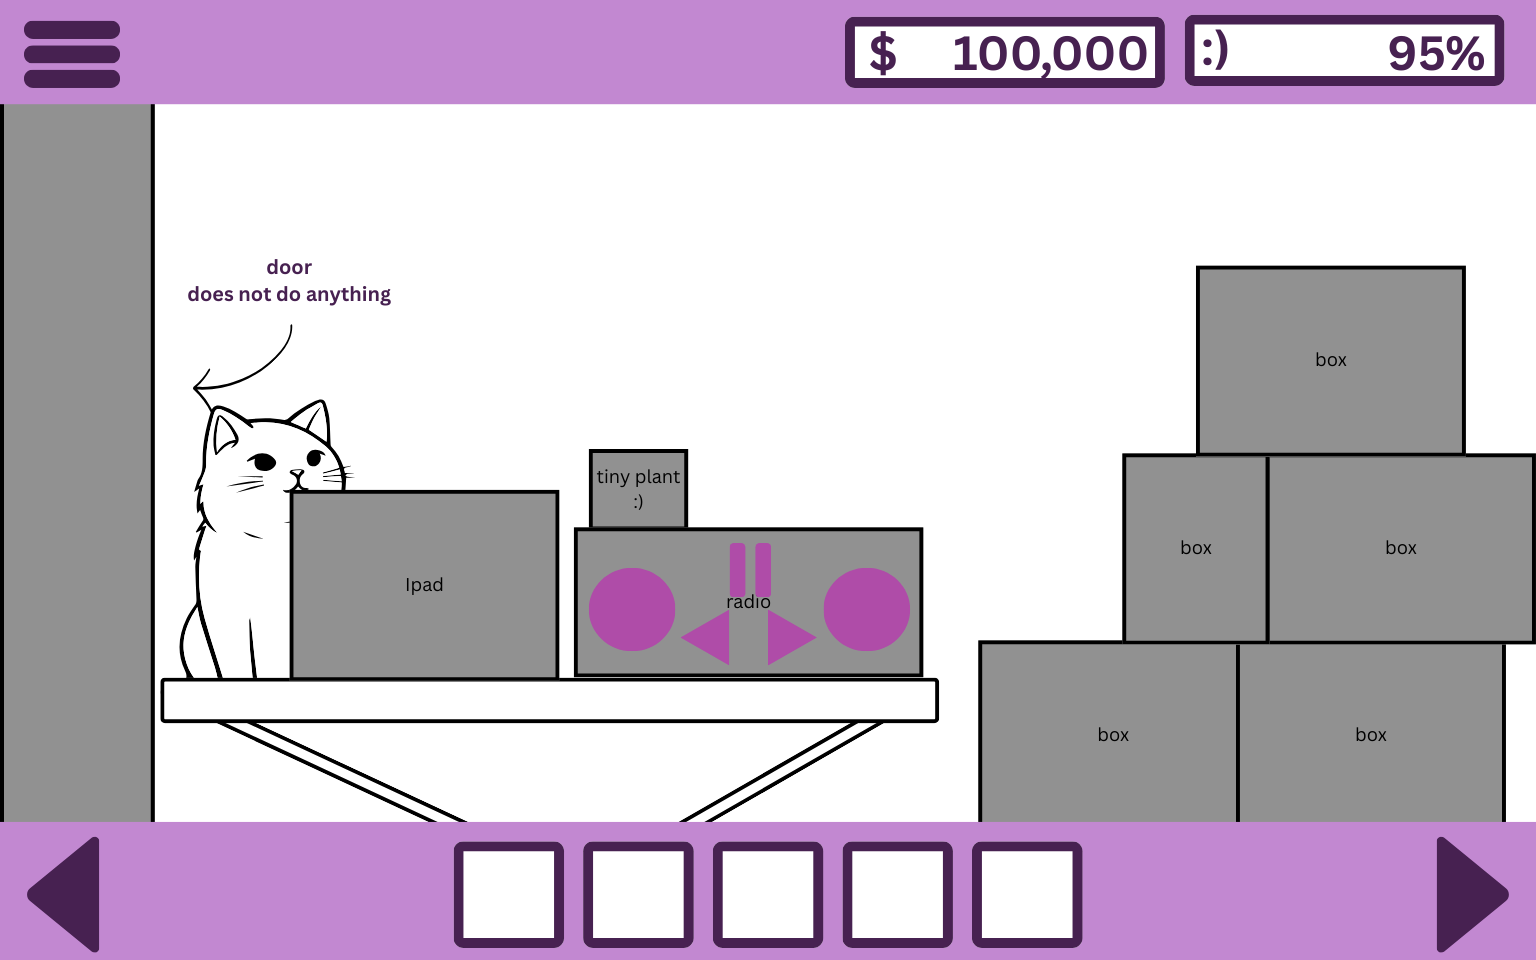 $ 100,000
:) 95%
door
does not do anything
box
tiny plant
:)
box
box
Ipad
radio
box
box